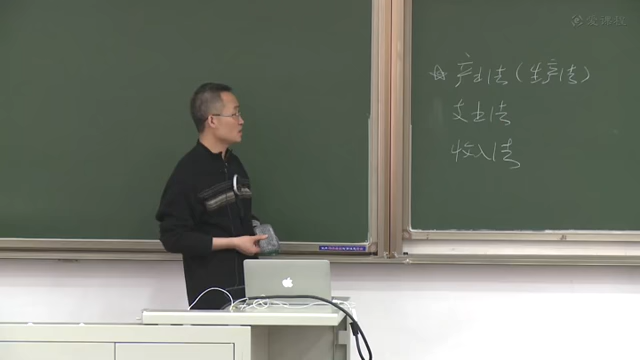 爱课程
☆ 产出法（生产法）
支出法
收入法